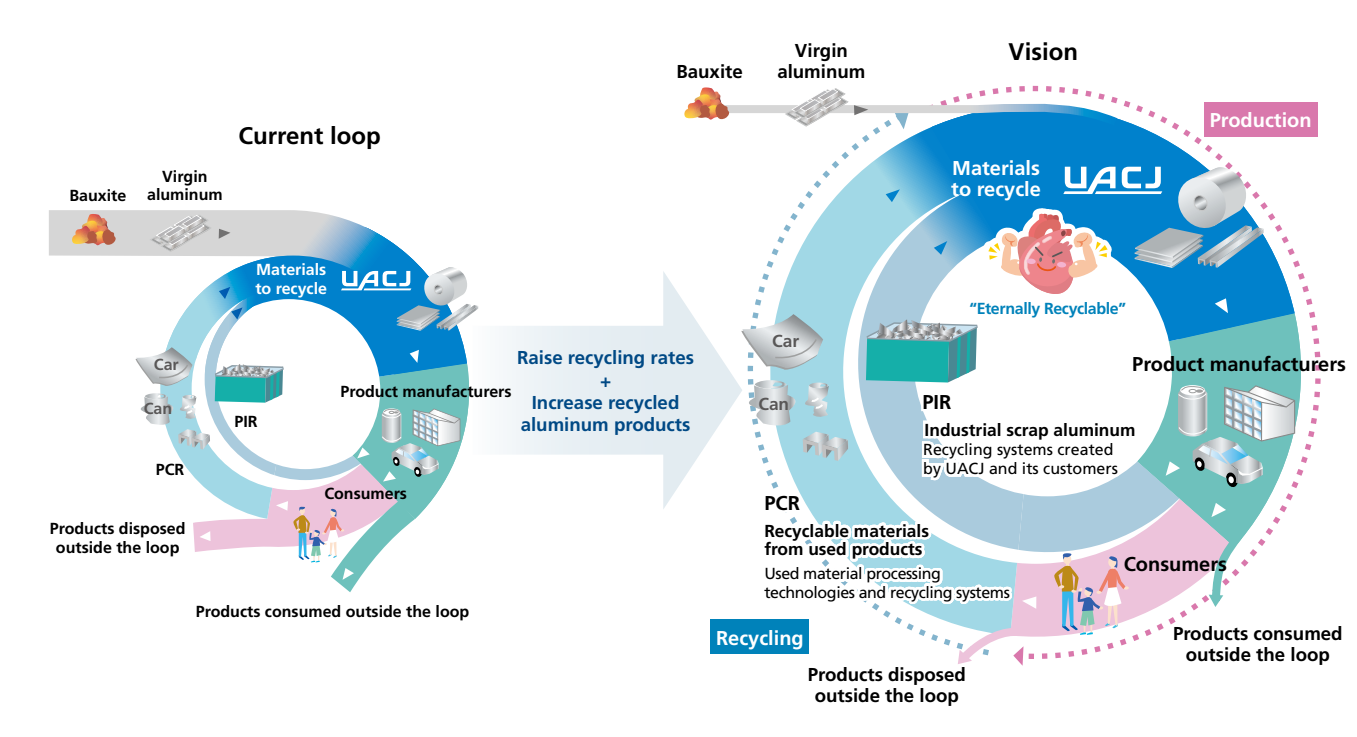 Current loop
Bauxite
Virgin
aluminum
Materials
to recycle
UACJ
Car
Can
PIR
PCR
Product manufacturers
Consumers
Products disposed
outside the loop
Products consumed outside the loop
Raise recycling rates
+
Increase recycled
aluminum products
Vision
Bauxite
Virgin
aluminum
Production
Materials
to recycle
UACJ
"Eternally Recyclable"
Car
Can
Product manufacturers
PIR
Industrial scrap aluminum
Recycling systems created
by UACJ and its customers
PCR
Recyclable materials
from used products
Used material processing
technologies and recycling systems
Consumers
Recycling
Products disposed
outside the loop
Products consumed
outside the loop